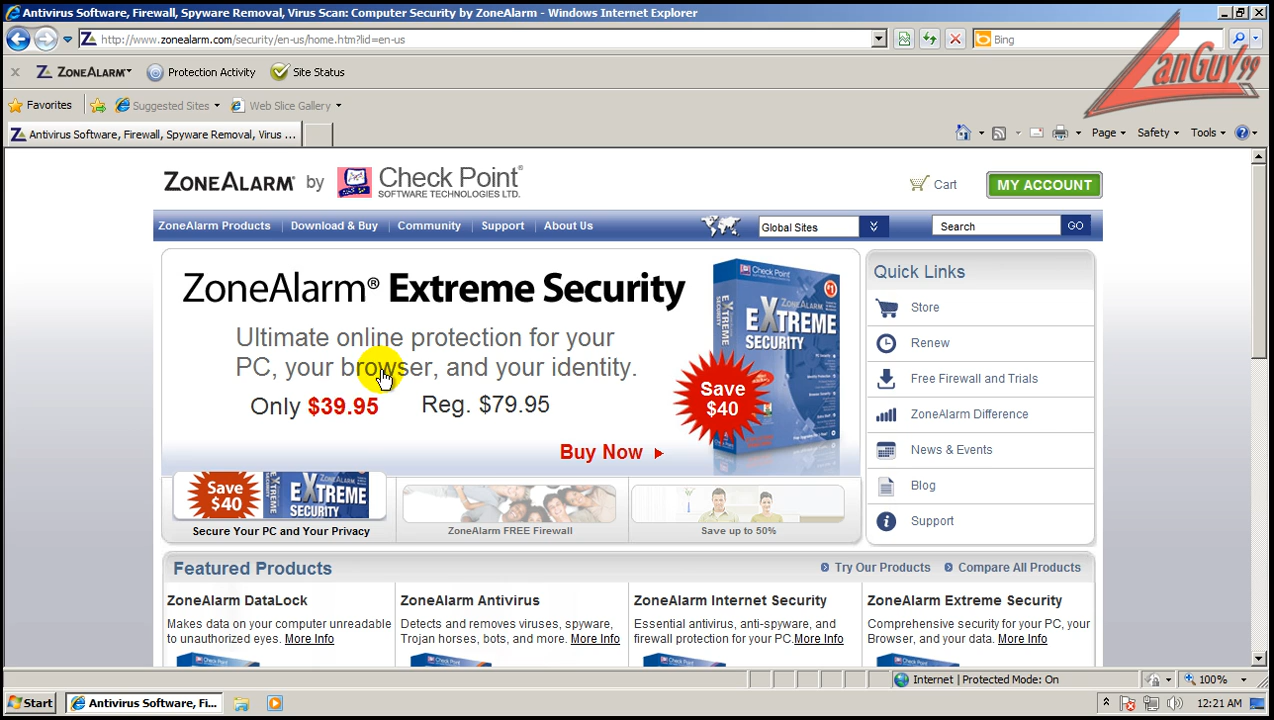 Antivirus Software, Firewall, Spyware Removal, Virus Scan: Computer Security by ZoneAlarm - Windows Internet Explorer
http://www.zonealarm.com/security/en-us/home.htm?lid=en-us
Bing
ZONEALARM
Protection Activity
Site Status
LanGuy99
Favorites
Suggested Sites
Web Slice Gallery
Antivirus Software, Firewall, Spyware Removal, Virus ...
Page
Safety
Tools
ZONEALARM by Check Point
SOFTWARE TECHNOLOGIES LTD.
Cart
MY ACCOUNT
ZoneAlarm Products
Download & Buy
Community
Support
About Us
Global Sites
Search
GO
ZoneAlarm® Extreme Security
Ultimate online protection for your
PC, your browser, and your identity.
Only $39.95 Reg. $79.95
Buy Now
Check Point
ZONEALARM
#1
EXTREME
SECURITY
Save
$40
Quick Links
Store
Renew
Free Firewall and Trials
ZoneAlarm Difference
News & Events
Blog
Support
Save
$40
EXTREME
Secure Your PC and Your Privacy
ZoneAlarm FREE Firewall
Save up to 50%
Featured Products
Try Our Products
Compare All Products
ZoneAlarm DataLock
Makes data on your computer unreadable
to unauthorized eyes. More Info
ZoneAlarm Antivirus
Detects and removes viruses, spyware,
Trojan horses, bots, and more. More Info
ZoneAlarm Internet Security
Essential antivirus, anti-spyware, and
firewall protection for your PC.More Info
ZoneAlarm Extreme Security
Comprehensive security for your PC, your
Browser, and your data. More Info
Internet | Protected Mode: On
100%
Start
Antivirus Software, Fi...
12:21 AM